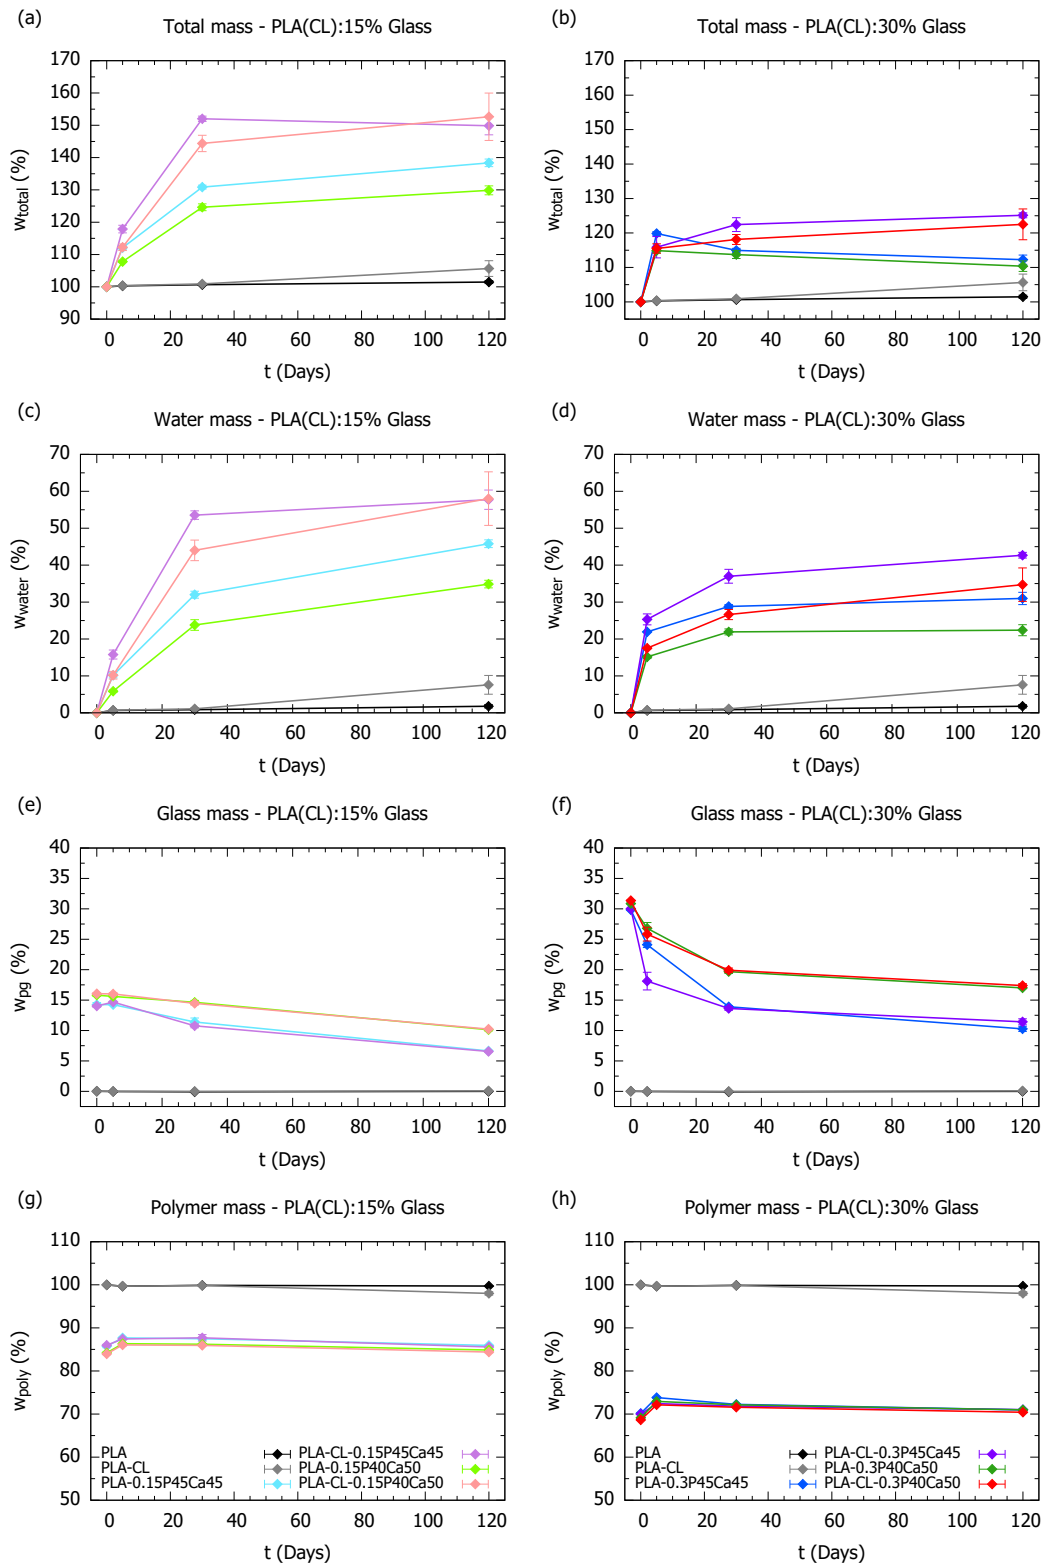 (a) Total mass - PLA(CL):15% Glass
170
160
150
140
130
120
110
100
90
w_total (%)
0 20 40 60 80 100 120
t (Days)
(b) Total mass - PLA(CL):30% Glass
170
160
150
140
130
120
110
100
w_total (%)
0 20 40 60 80 100 120
t (Days)
(c) Water mass - PLA(CL):15% Glass
70
60
50
40
30
20
10
0
w_water (%)
0 20 40 60 80 100 120
t (Days)
(d) Water mass - PLA(CL):30% Glass
70
60
50
40
30
20
10
0
w_water (%)
0 20 40 60 80 100 120
t (Days)
(e) Glass mass - PLA(CL):15% Glass
40
35
30
25
20
15
10
5
0
w_pg (%)
0 20 40 60 80 100 120
t (Days)
(f) Glass mass - PLA(CL):30% Glass
40
35
30
25
20
15
10
5
0
w_pg (%)
0 20 40 60 80 100 120
t (Days)
(g) Polymer mass - PLA(CL):15% Glass
110
100
90
80
70
60
50
w_poly (%)
PLA PLA-CL-0.15P45Ca45
PLA-CL PLA-0.15P40Ca50
PLA-0.15P45Ca45 PLA-CL-0.15P40Ca50
0 20 40 60 80 100 120
t (Days)
(h) Polymer mass - PLA(CL):30% Glass
110
100
90
80
70
60
50
w_poly (%)
PLA PLA-CL-0.3P45Ca45
PLA-CL PLA-0.3P40Ca50
PLA-0.3P45Ca45 PLA-CL-0.3P40Ca50
0 20 40 60 80 100 120
t (Days)